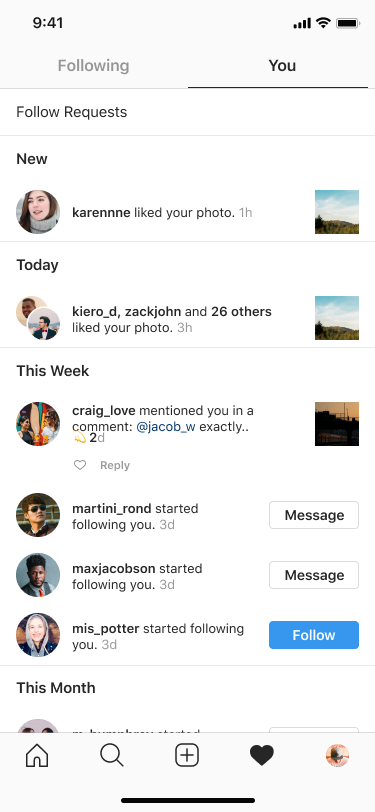 9:41
Following
You
Follow Requests
New
karennne liked your photo. 1h
Today
kiero_d, zackjohn and 26 others
liked your photo. 3h
This Week
craig_love mentioned you in a
comment: @jacob_w exactly..
💫 2d
Reply
martini_rond started
following you. 3d
Message
maxjacobson started
following you. 3d
Message
mis_potter started following
you. 3d
Follow
This Month